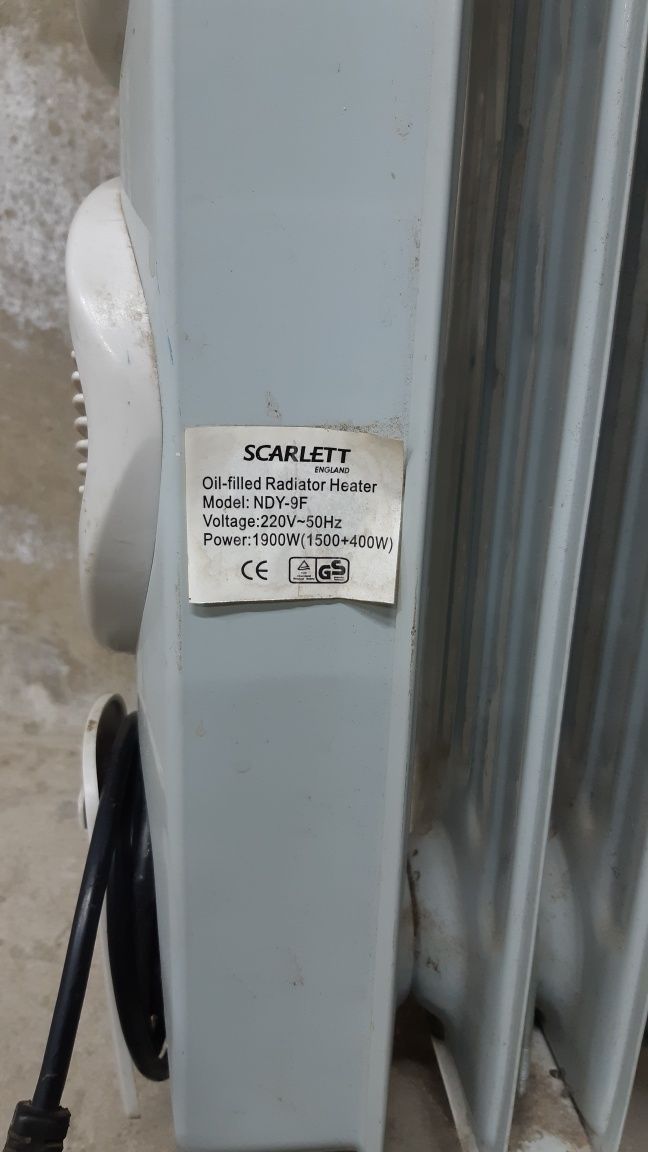 SCARLETT
ENGLAND
Oil-filled Radiator Heater
Model: NDY-9F
Voltage:220V~50Hz
Power:1900W(1500+400W)
CE GS